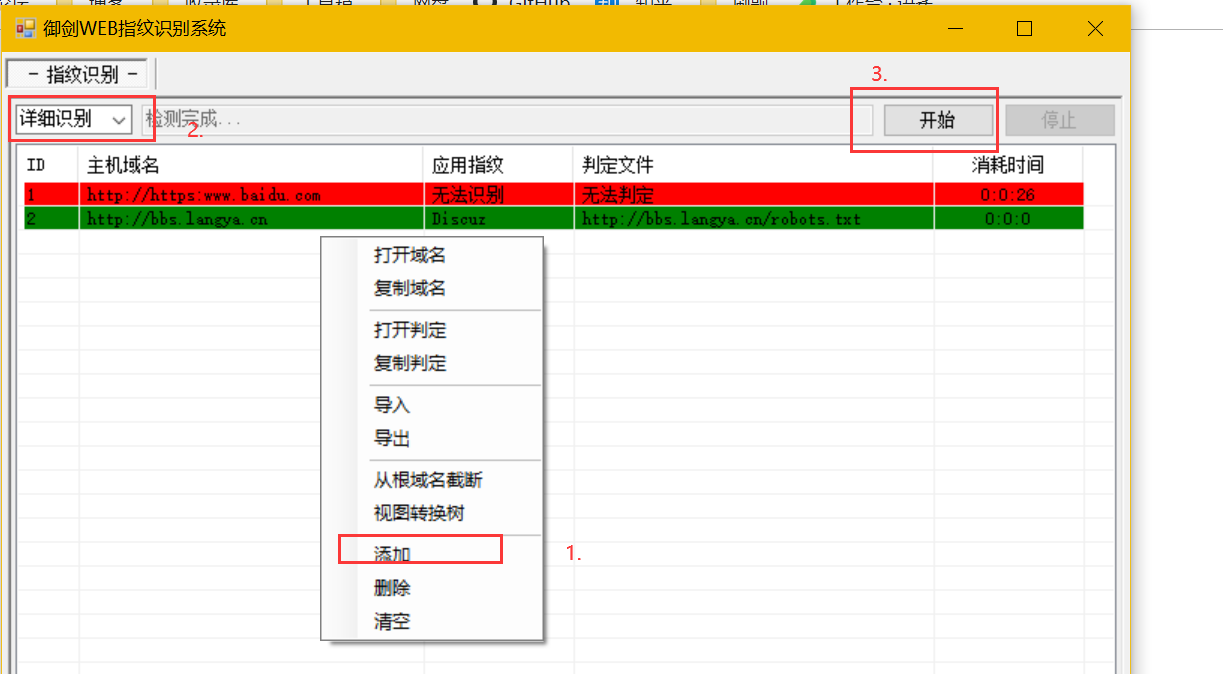 御剑WEB指纹识别系统
- 指纹识别 -
3.
详细识别
检测完成...
2.
开始
停止
ID 主机域名 应用指纹 判定文件 消耗时间
1 http://https:www.baidu.com 无法识别 无法判定 0:0:26
2 http://bbs.langya.cn Discuz http://bbs.langya.cn/robots.txt 0:0:0
打开域名
复制域名
打开判定
复制判定
导入
导出
从根域名截断
视图转换树
添加
1.
删除
清空